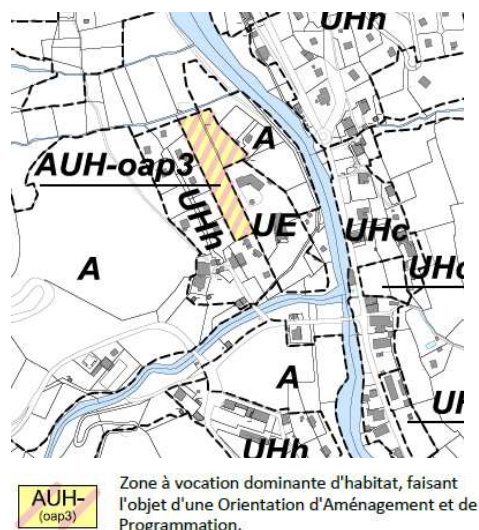 UHh
A
AUH-oap3
UHh
UE
UHc
A
UHc
A
UH
UHh
AUH-
(oap3)
Zone à vocation dominante d'habitat, faisant
l'objet d'une Orientation d'Aménagement et de
Programmation.